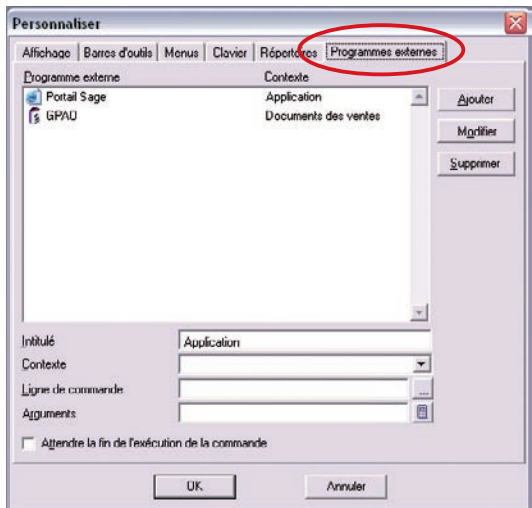 Personnaliser
Affichage Barres d'outils Menus Clavier Répertoires Programmes externes
Programme externe Contexte
Portail Sage Application
GPAO Documents des ventes
Ajouter
Modifier
Supprimer
Intitulé Application
Contexte
Ligne de commande ...
Arguments
Attendre la fin de l'exécution de la commande
OK Annuler